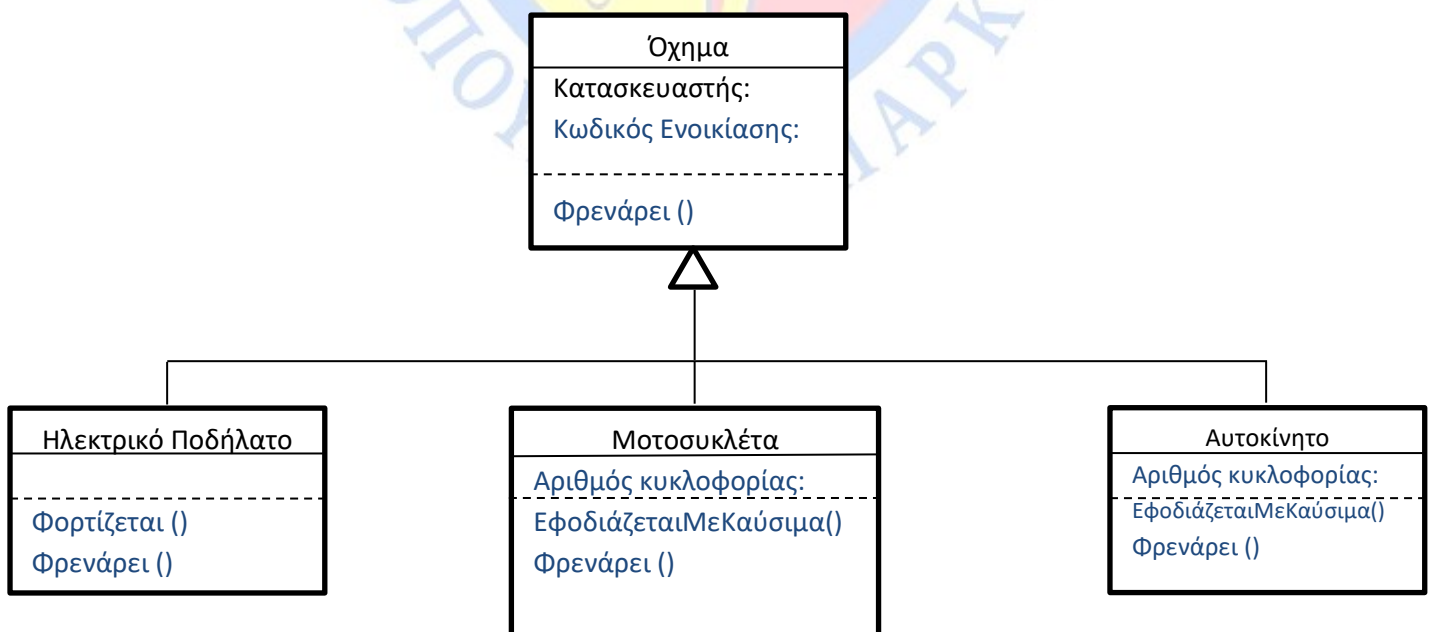 Όχημα
Κατασκευαστής:
Κωδικός Ενοικίασης:
Φρενάρει ()
Ηλεκτρικό Ποδήλατο
Φορτίζεται ()
Φρενάρει ()
Μοτοσυκλέτα
Αριθμός κυκλοφορίας:
ΕφοδιάζεταιΜεΚαύσιμα()
Φρενάρει ()
Αυτοκίνητο
Αριθμός κυκλοφορίας:
ΕφοδιάζεταιΜεΚαύσιμα()
Φρενάρει ()